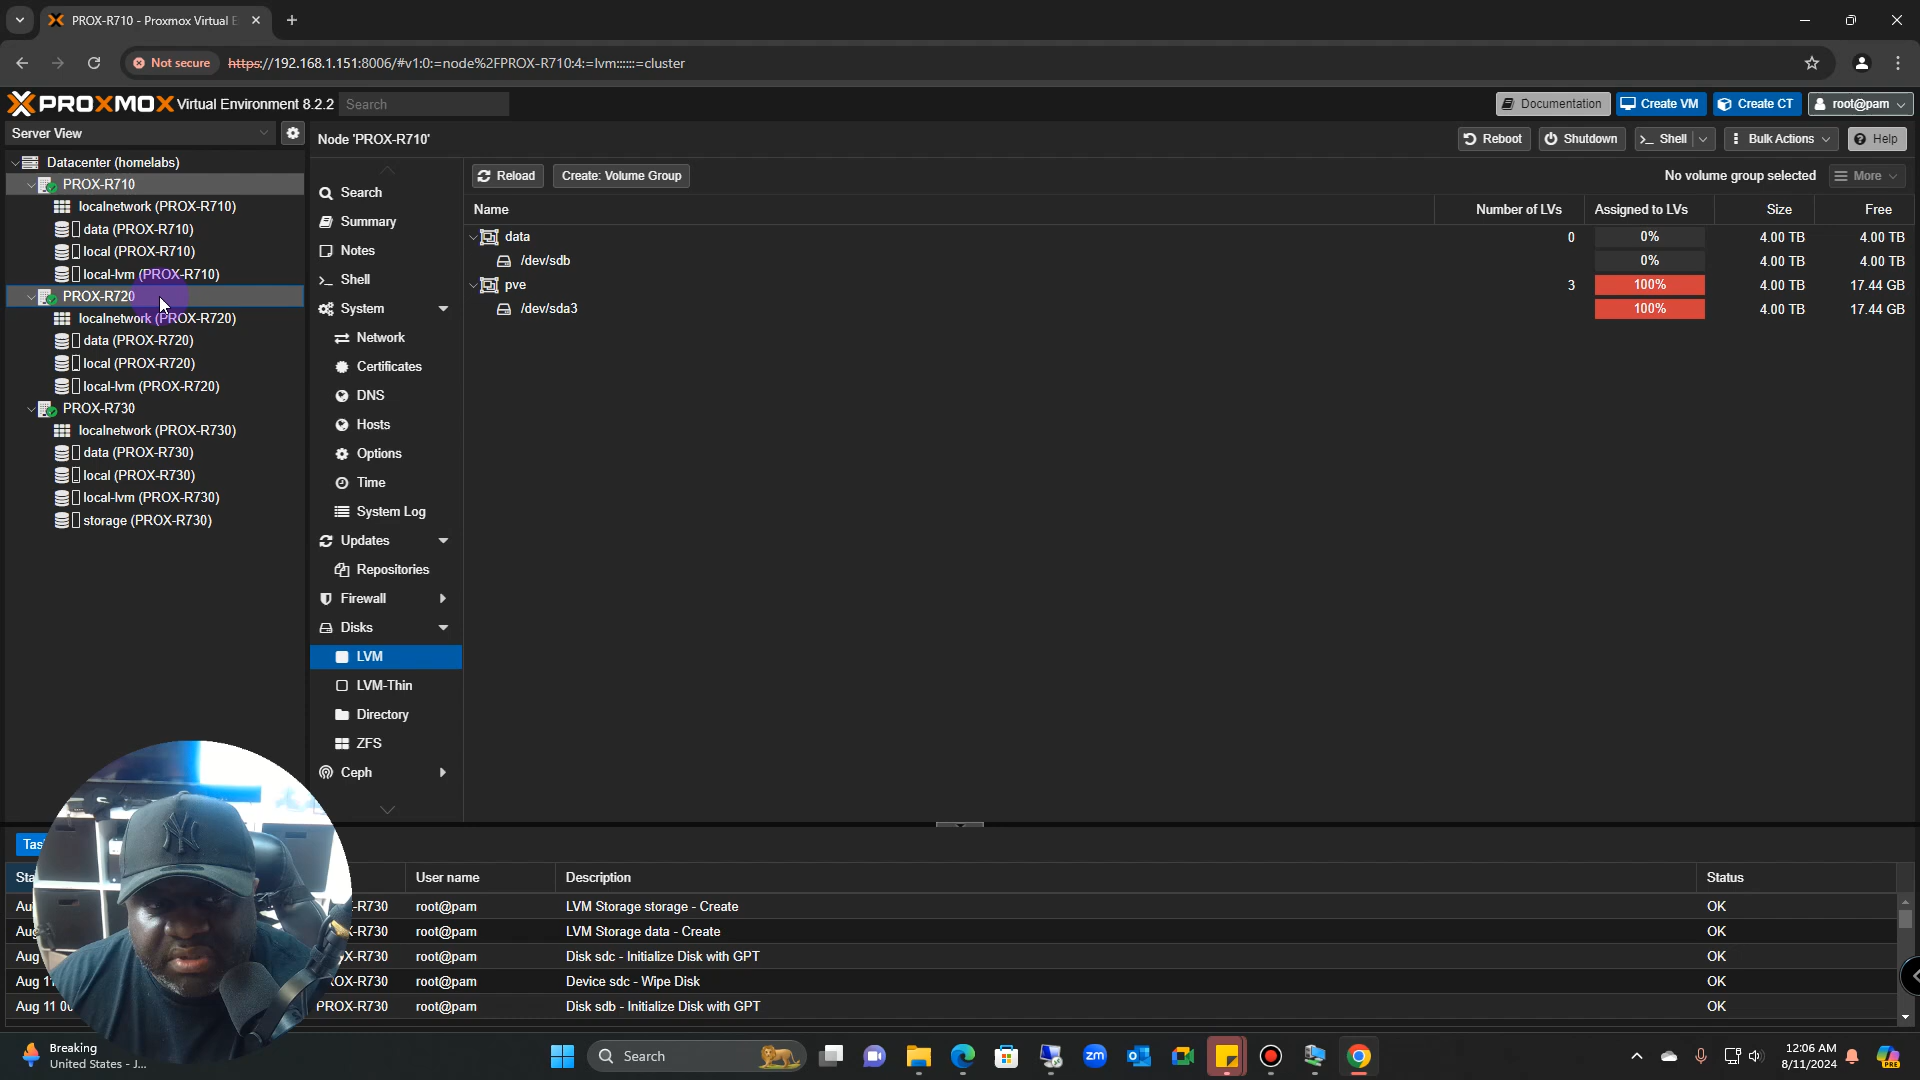 PROX-R710 - Proxmox Virtual E
Not secure
https://192.168.1.151:8006/#v1:0:=node%2FPROX-R710:4:=lvm::::::=cluster
PROXMOX Virtual Environment 8.2.2
Search
Documentation
Create VM
Create CT
root@pam
Server View
Node 'PROX-R710'
Reboot
Shutdown
Shell
Bulk Actions
Help
Datacenter (homelabs)
PROX-R710
localnetwork (PROX-R710)
data (PROX-R710)
local (PROX-R710)
local-lvm (PROX-R710)
PROX-R720
localnetwork (PROX-R720)
data (PROX-R720)
local (PROX-R720)
local-lvm (PROX-R720)
PROX-R730
localnetwork (PROX-R730)
data (PROX-R730)
local (PROX-R730)
local-lvm (PROX-R730)
storage (PROX-R730)
Search
Summary
Notes
Shell
System
Network
Certificates
DNS
Hosts
Options
Time
System Log
Updates
Repositories
Firewall
Disks
LVM
LVM-Thin
Directory
ZFS
Ceph
Reload
Create: Volume Group
No volume group selected
More
Name Number of LVs Assigned to LVs Size Free
data 0 0% 4.00 TB 4.00 TB
/dev/sdb 0% 4.00 TB 4.00 TB
pve 3 100% 4.00 TB 17.44 GB
/dev/sda3 100% 4.00 TB 17.44 GB
User name Description Status
X-R730 root@pam LVM Storage storage - Create OK
X-R730 root@pam LVM Storage data - Create OK
X-R730 root@pam Disk sdc - Initialize Disk with GPT OK
Aug 11 OX-R730 root@pam Device sdc - Wipe Disk OK
Aug 11 PROX-R730 root@pam Disk sdb - Initialize Disk with GPT OK
Breaking
United States - J...
Search
zm
12:06 AM
8/11/2024
PRE